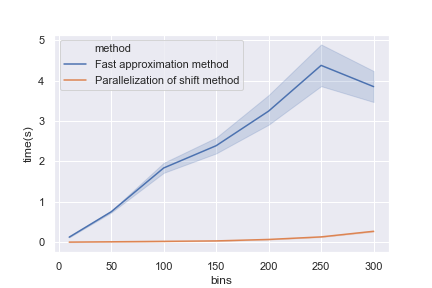 method
Fast approximation method
Parallelization of shift method
5
4
3
2
1
0
time(s)
0 50 100 150 200 250 300
bins